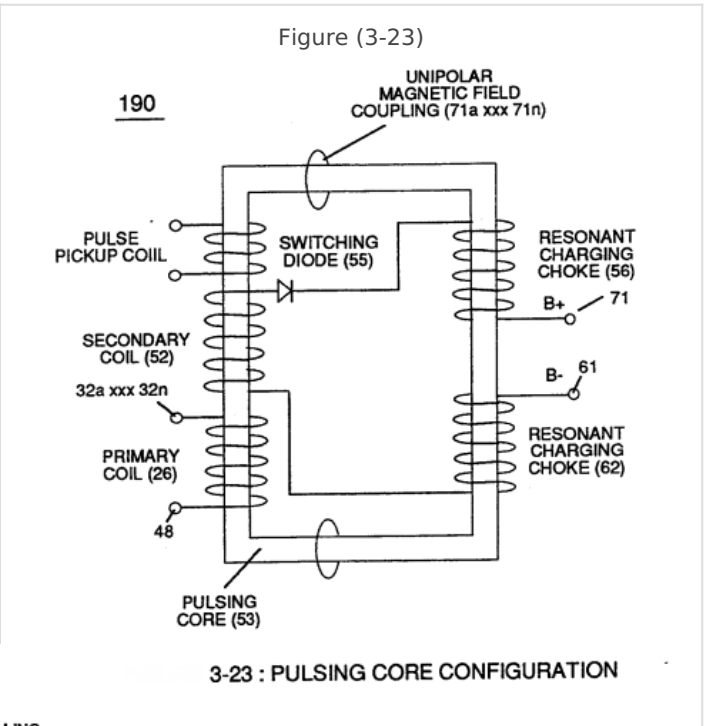 Figure (3-23)
UNIPOLAR
MAGNETIC FIELD
COUPLING (71a xxx 71n)
190
PULSE
PICKUP COIIL
SWITCHING
DIODE (55)
RESONANT
CHARGING
CHOKE (56)
B+
71
SECONDARY
COIL (52)
32a xxx 32n
B-
61
PRIMARY
COIL (26)
RESONANT
CHARGING
CHOKE (62)
48
PULSING
CORE (53)
3-23 : PULSING CORE CONFIGURATION